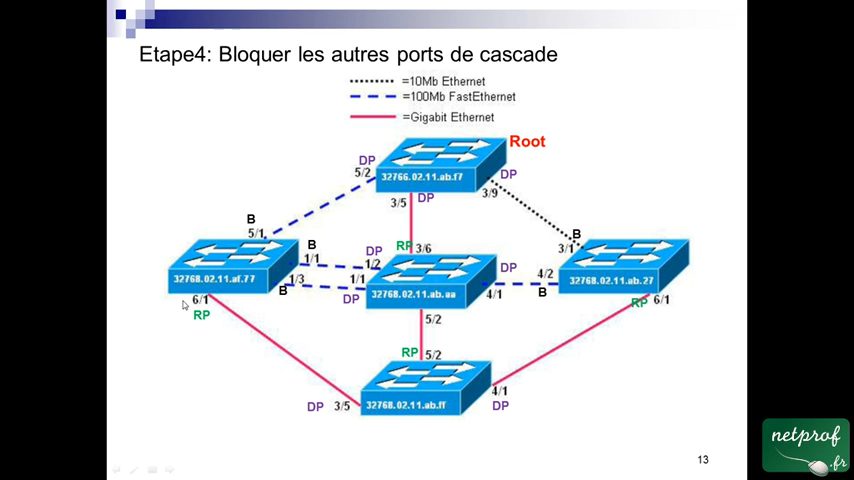 Etape4: Bloquer les autres ports de cascade
=10Mb Ethernet
=100Mb FastEthernet
=Gigabit Ethernet
Root
DP
5/2
32766.02.11.ab.f7
DP
3/9
3/5
DP
B
5/1
B
1/1
DP
1/2
RP
3/6
B
3/1
32768.02.11.af.77
1/3
B
1/1
DP
32768.02.11.ab.aa
DP
4/1
4/2
B
32768.02.11.ab.27
6/1
RP
RP
6/1
5/2
RP
5/2
32768.02.11.ab.ff
DP
3/5
4/1
DP
13
netprof
.fr